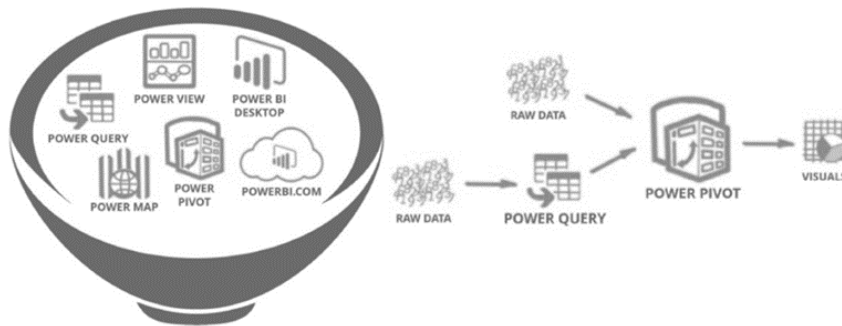 POWER VIEW
POWER BI
DESKTOP
POWER QUERY
POWER MAP
POWER
PIVOT
POWERBI.COM
RAW DATA
RAW DATA
POWER QUERY
POWER PIVOT
VISUALS